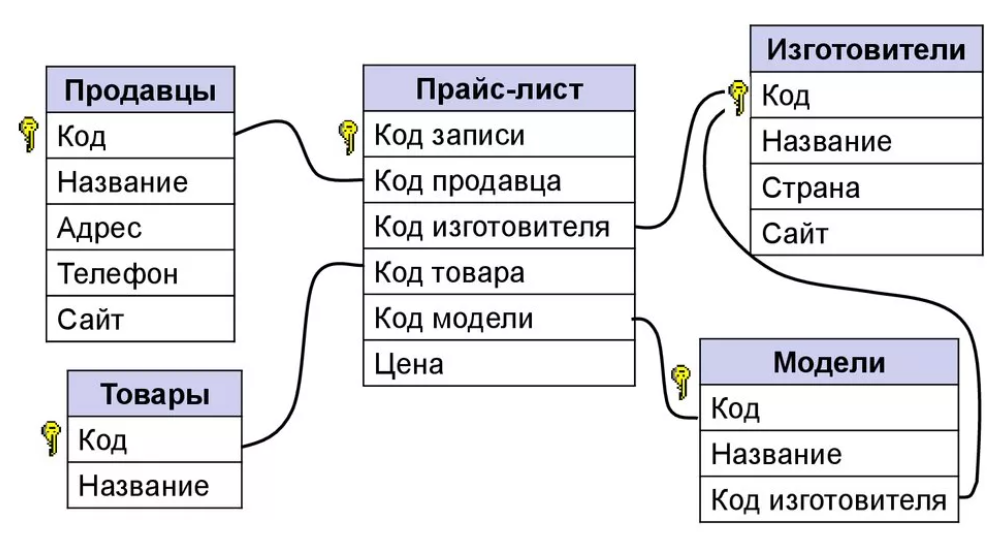 Продавцы
Код
Название
Адрес
Телефон
Сайт
Товары
Код
Название
Прайс-лист
Код записи
Код продавца
Код изготовителя
Код товара
Код модели
Цена
Изготовители
Код
Название
Страна
Сайт
Модели
Код
Название
Код изготовителя